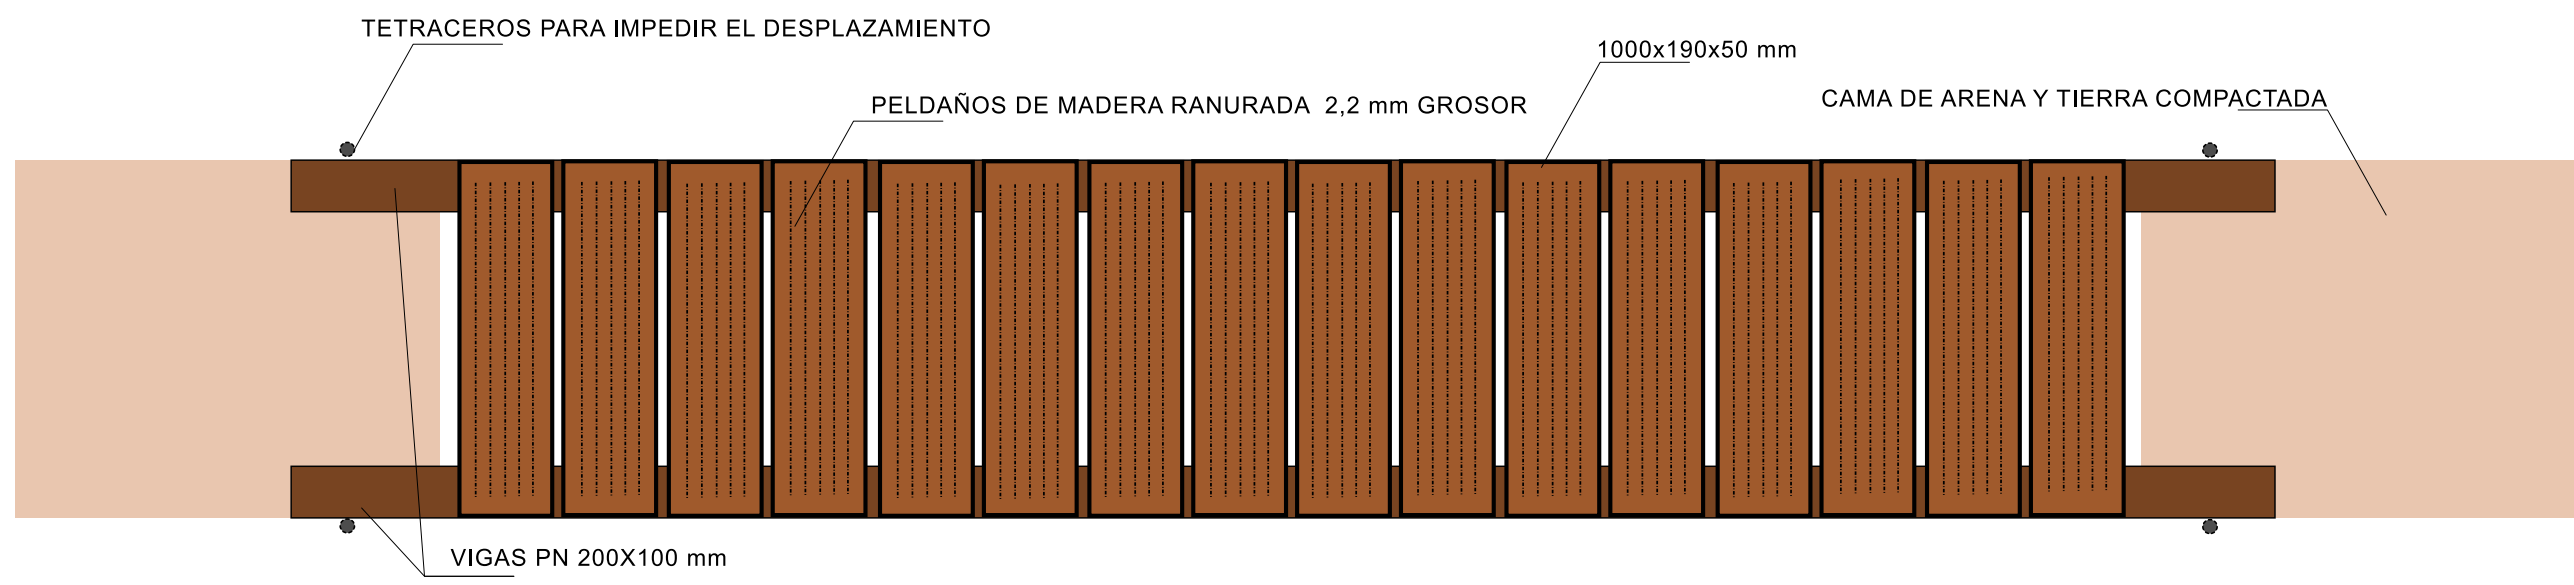 TETRACEROS PARA IMPEDIR EL DESPLAZAMIENTO
1000x190x50 mm
PELDAÑOS DE MADERA RANURADA 2,2 mm GROSOR
CAMA DE ARENA Y TIERRA COMPACTADA
VIGAS PN 200X100 mm